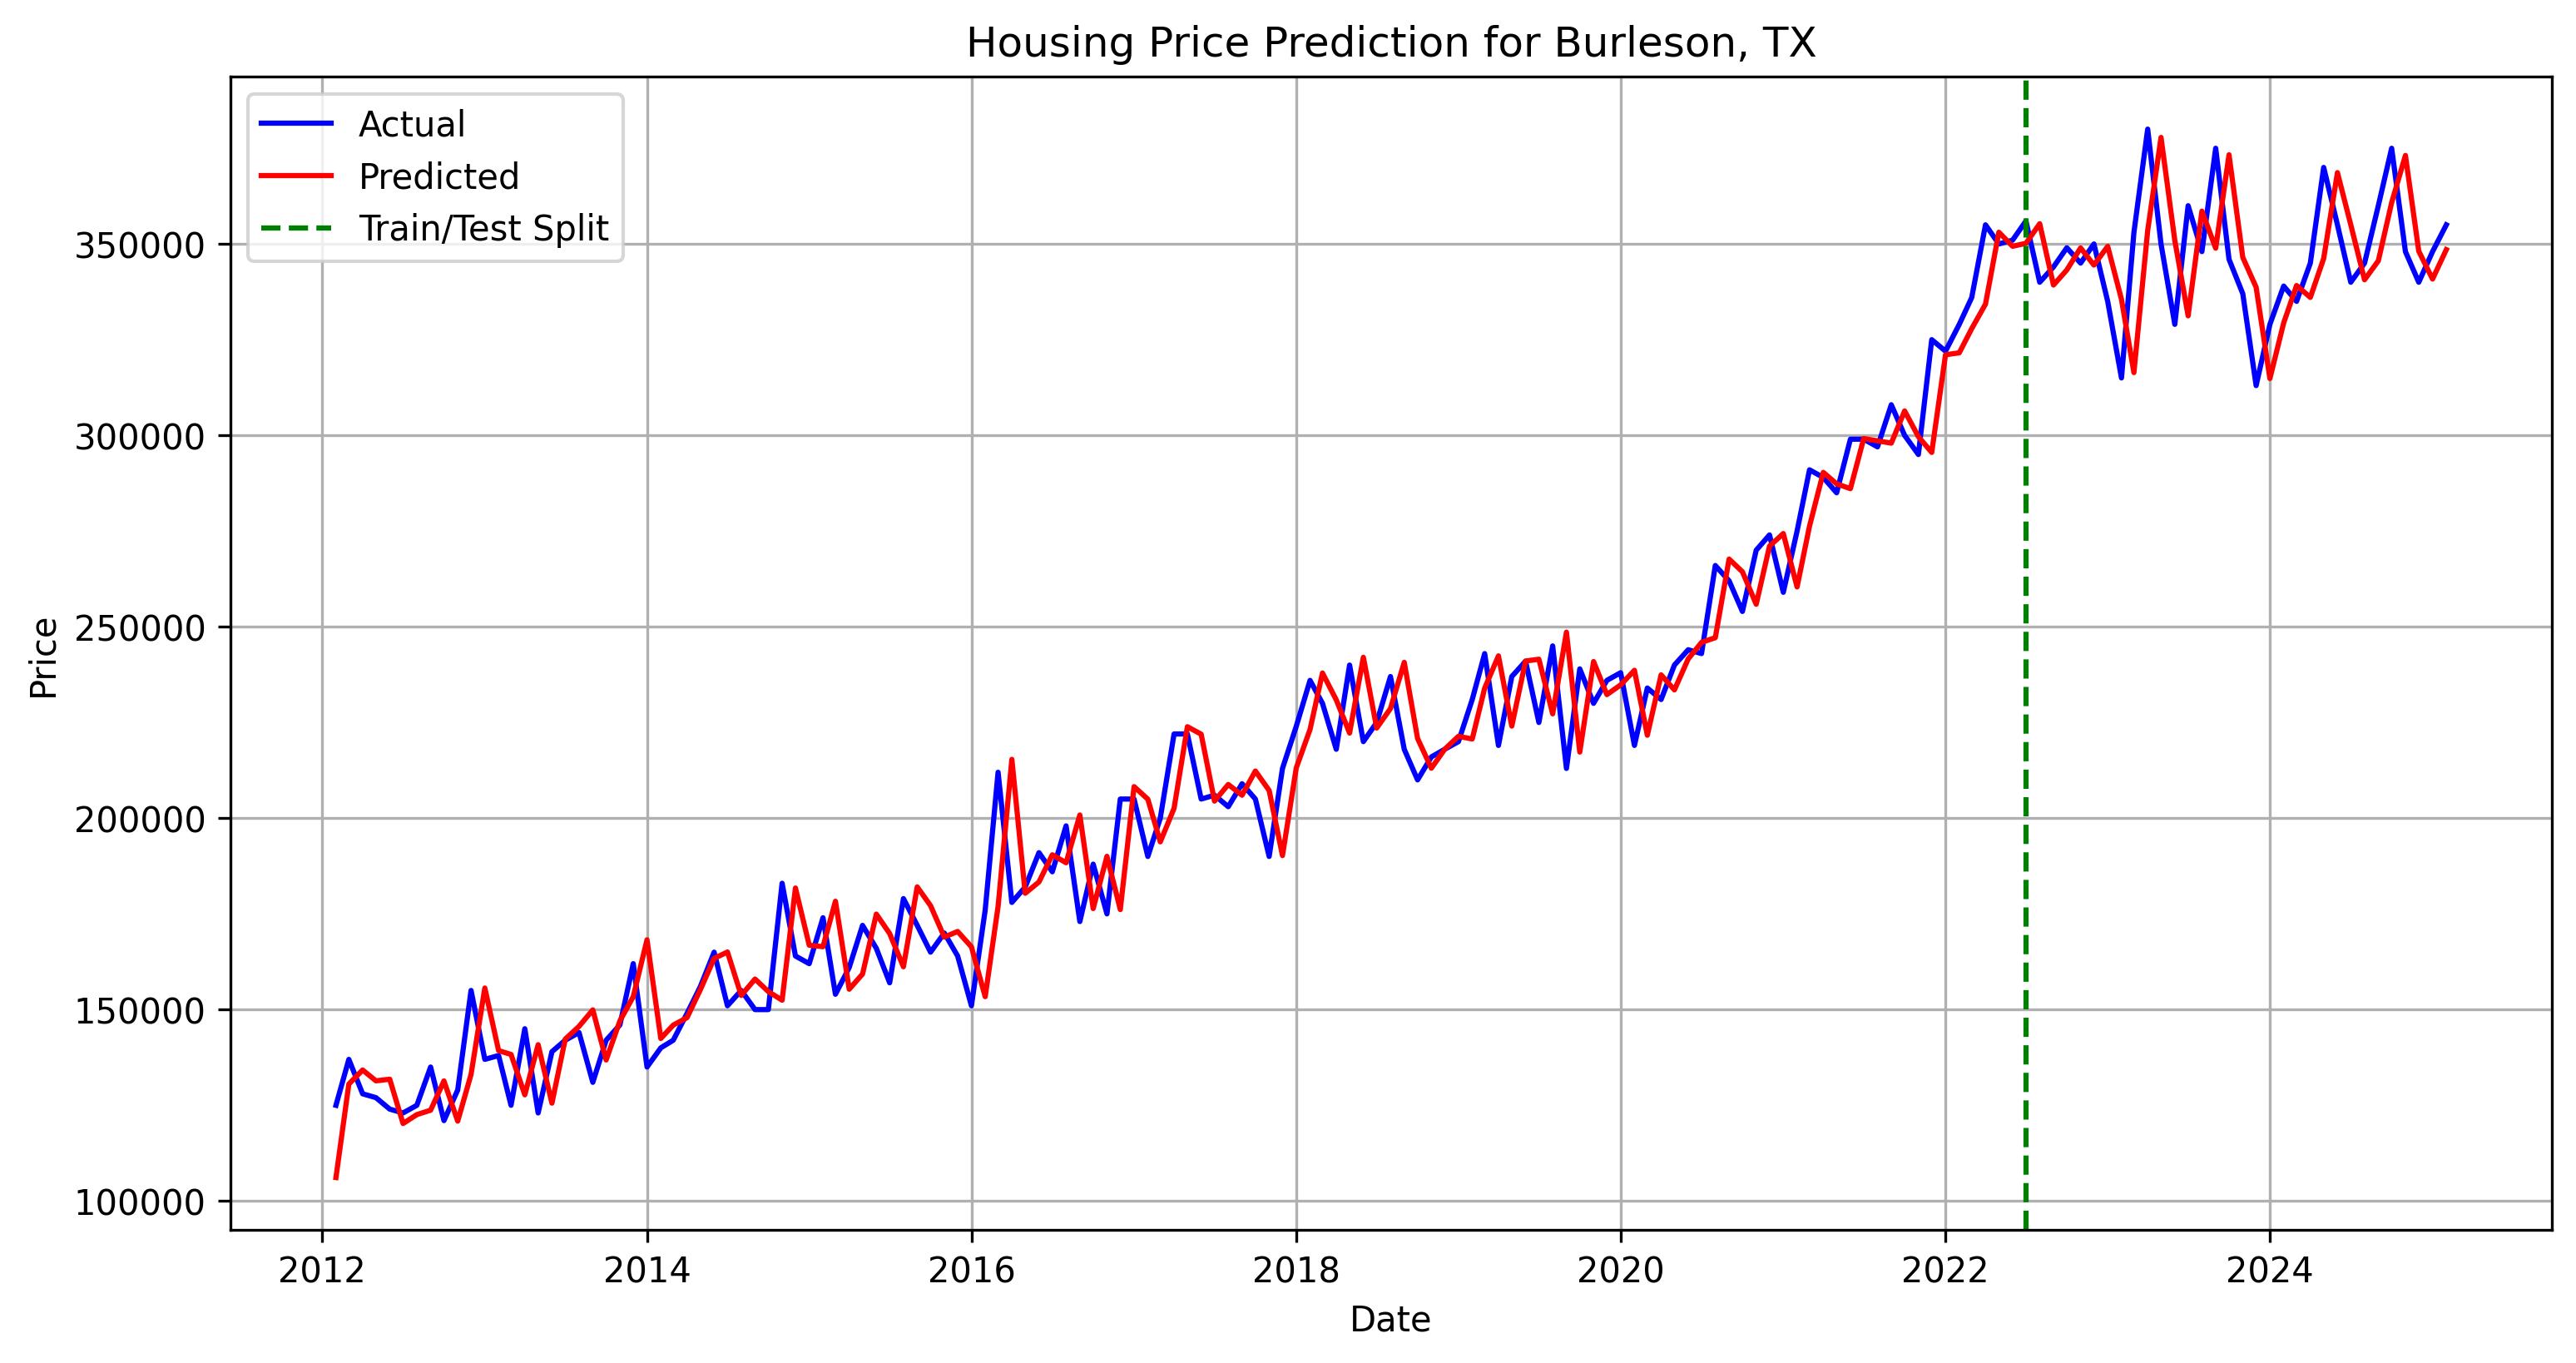 Housing Price Prediction for Burleson, TX
Actual
Predicted
Train/Test Split
350000
300000
250000
200000
150000
100000
Price
2012 2014 2016 2018 2020 2022 2024
Date